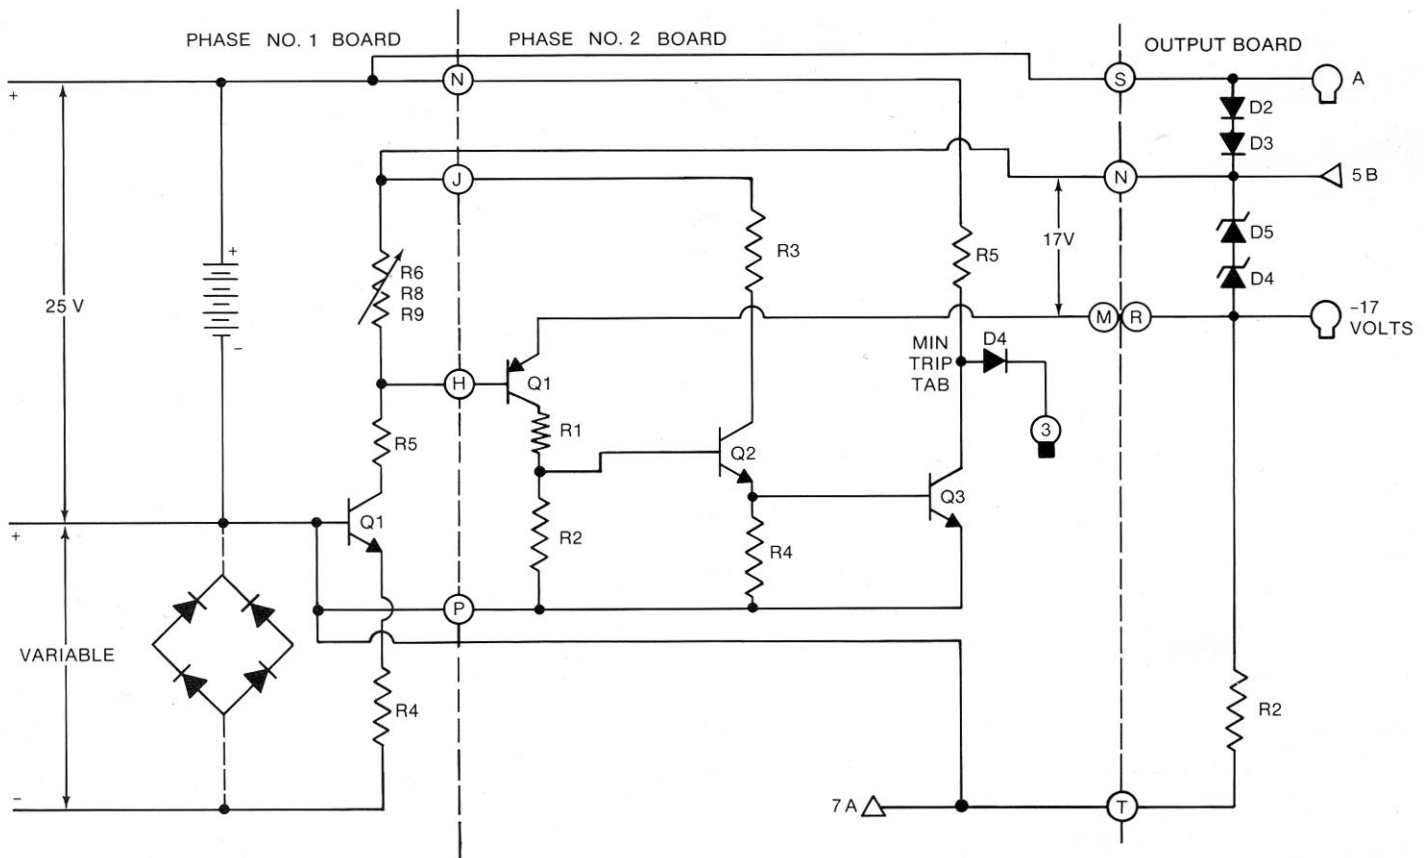 PHASE NO. 1 BOARD
PHASE NO. 2 BOARD
OUTPUT BOARD
+
N
S
A
D2
D3
J
N
5 B
R3
R5
17V
D5
D4
+
25 V
R6
R8
R9
–
M
R
–17
VOLTS
MIN
TRIP
TAB
D4
H
Q1
3
R1
R5
Q2
Q3
Q1
+
R2
R4
P
VARIABLE
R4
R2
–
7 A
T